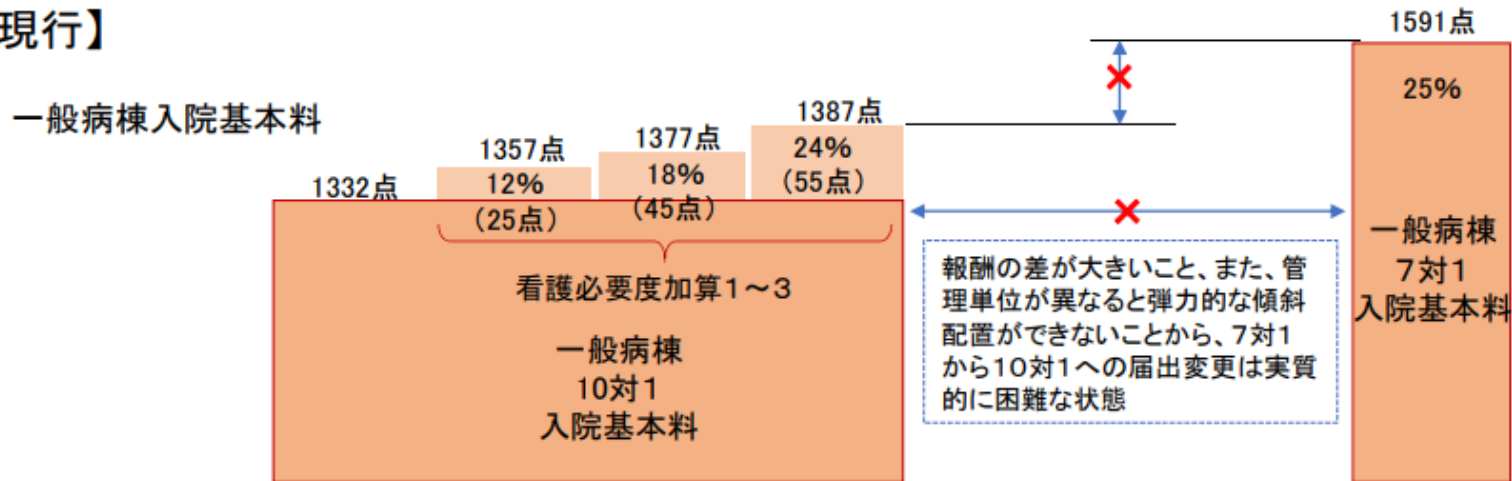 現行】
一般病棟入院基本料
1332点
1357点
12%
（25点）
1377点
18%
（45点）
1387点
24%
（55点）
看護必要度加算１～３
一般病棟
10対1
入院基本料
報酬の差が大きいこと、また、管
理単位が異なると弾力的な傾斜
配置ができないことから、７対１
から１０対１への届出変更は実質
的に困難な状態
1591点
25%
一般病棟
７対１
入院基本料